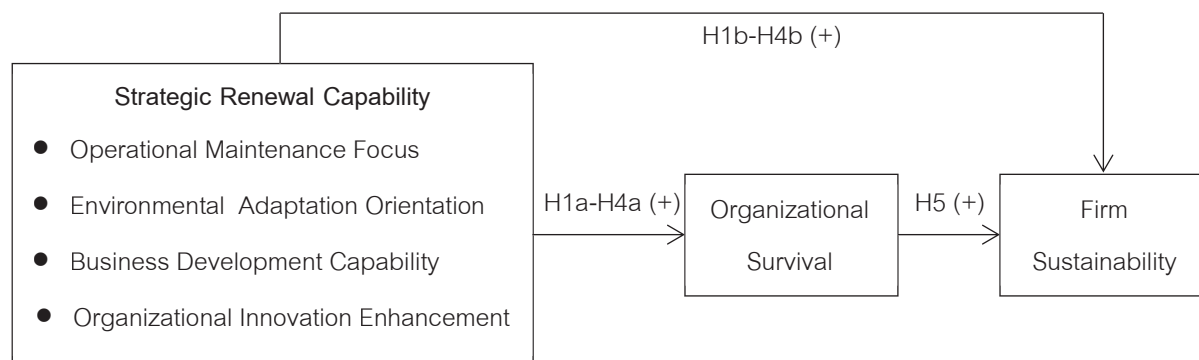 H1b-H4b (+)
Strategic Renewal Capability
● Operational Maintenance Focus
● Environmental Adaptation Orientation
● Business Development Capability
● Organizational Innovation Enhancement
H1a-H4a (+)
Organizational
Survival
H5 (+)
Firm
Sustainability